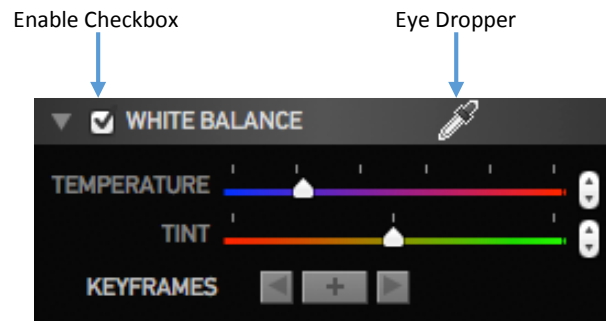 Enable Checkbox Eye Dropper
WHITE BALANCE
TEMPERATURE
TINT
KEYFRAMES